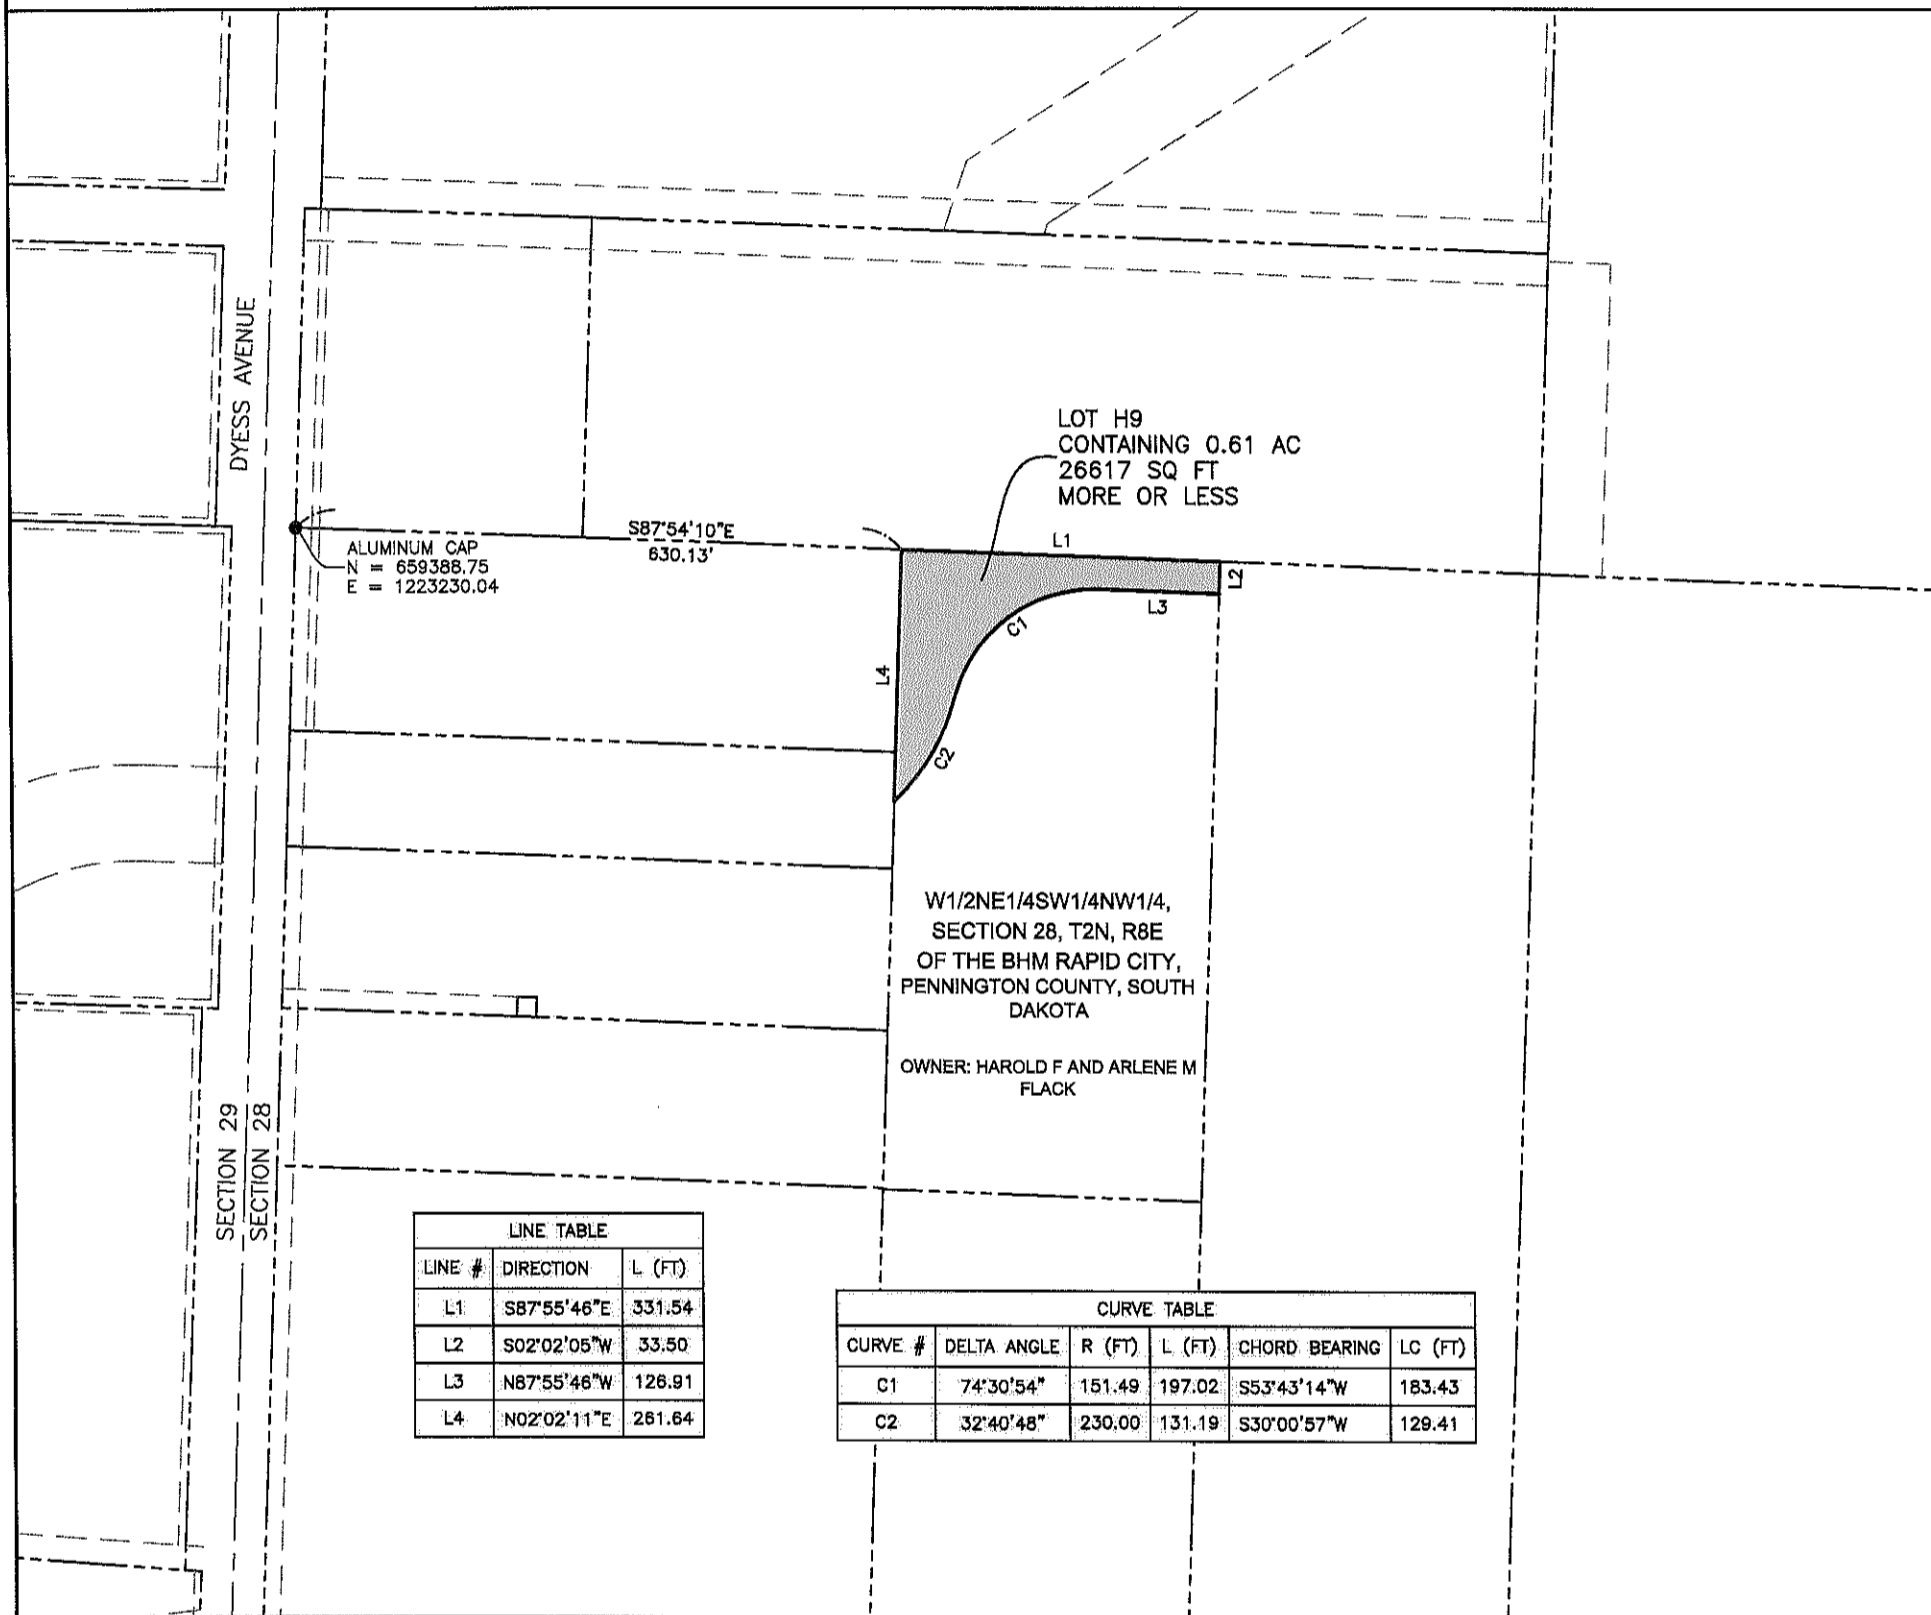 DYESS AVENUE
LOT H9
CONTAINING 0.61 AC
26617 SQ FT
MORE OR LESS
S87°54'10"E
630.13'
ALUMINUM CAP
N = 659388.75
E = 1223230.04
L1
L2
L3
C1
L4
C2
W1/2NE1/4SW1/4NW1/4,
SECTION 28, T2N, R8E
OF THE BHM RAPID CITY,
PENNINGTON COUNTY, SOUTH
DAKOTA
OWNER: HAROLD F AND ARLENE M
FLACK
SECTION 29
SECTION 28
LINE TABLE
LINE # DIRECTION L (FT)
L1 S87°55'46"E 331.54
L2 S02°02'05"W 33.50
L3 N87°55'46"W 126.91
L4 N02°02'11"E 261.64
CURVE TABLE
CURVE # DELTA ANGLE R (FT) L (FT) CHORD BEARING LC (FT)
C1 74°30'54" 151.49 197.02 S53°43'14"W 183.43
C2 32°40'48" 230.00 131.19 S30°00'57"W 129.41